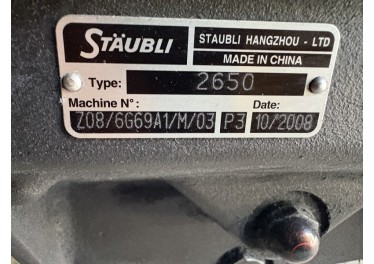 STÄUBLI
STAUBLI HANGZHOU - LTD
MADE IN CHINA
Type: 2650
Machine N°: Date:
Z08/6G69A1/M/03 P3 10/2008